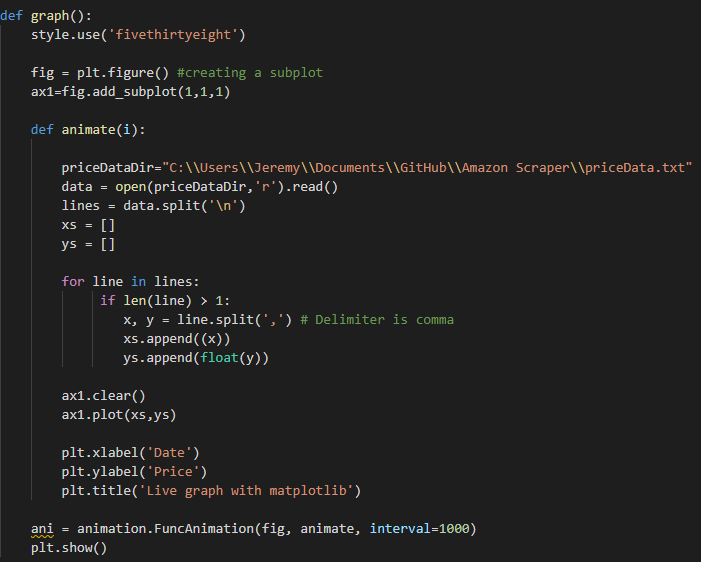 def graph():
    style.use('fivethirtyeight')

    fig = plt.figure() #creating a subplot
    ax1=fig.add_subplot(1,1,1)

    def animate(i):

        priceDataDir="C:\\Users\\Jeremy\\Documents\\GitHub\\Amazon Scraper\\priceData.txt"
        data = open(priceDataDir,'r').read()
        lines = data.split('\n')
        xs = []
        ys = []

        for line in lines:
             if len(line) > 1:
                x, y = line.split(',') # Delimiter is comma
                xs.append((x))
                ys.append(float(y))

        ax1.clear()
        ax1.plot(xs,ys)

        plt.xlabel('Date')
        plt.ylabel('Price')
        plt.title('Live graph with matplotlib')

    ani = animation.FuncAnimation(fig, animate, interval=1000)
    plt.show()